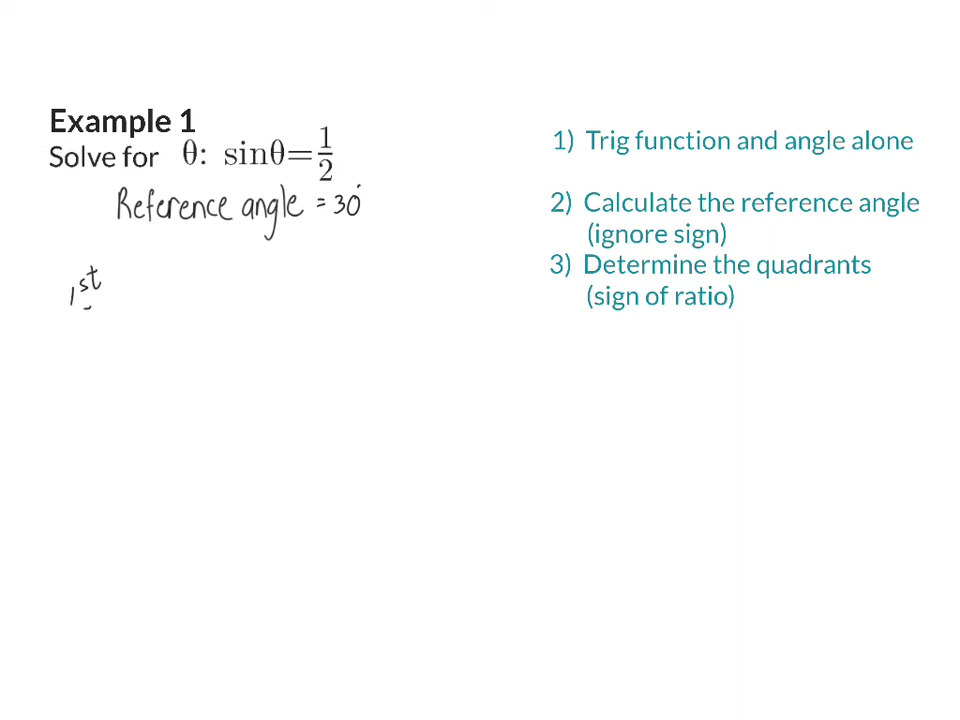 Example 1
Solve for θ: sinθ=1/2
Reference angle = 30°
1st
1) Trig function and angle alone
2) Calculate the reference angle
(ignore sign)
3) Determine the quadrants
(sign of ratio)